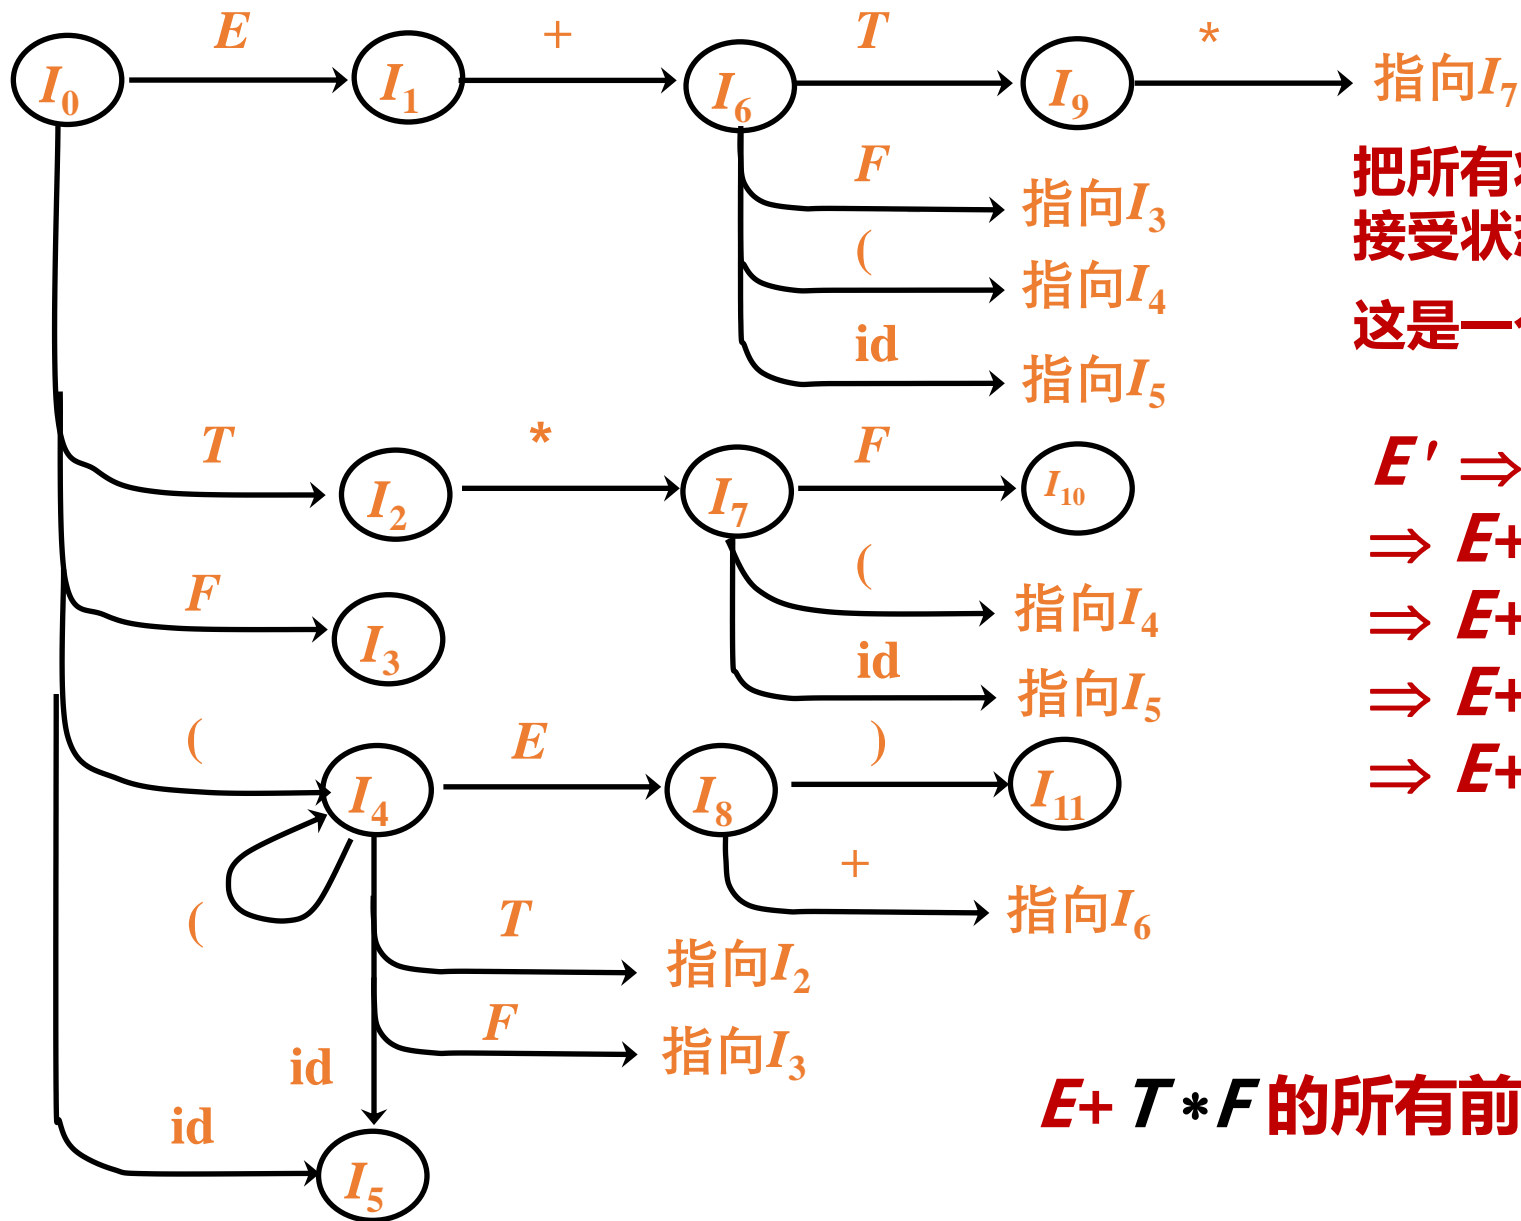 E + T *
I0 I1 I6 I9 指向I7
F 指向I3
( 指向I4
id 指向I5
把所有
接受状
这是一
T * F
I2 I7 I10
( 指向I4
id 指向I5
F I3
( E )
I4 I8 I11
+ 指向I6
(
T 指向I2
F 指向I3
id
id I5
E′ ⇒
⇒ E+
⇒ E+
⇒ E+
⇒ E+
E+ T * F 的所有前